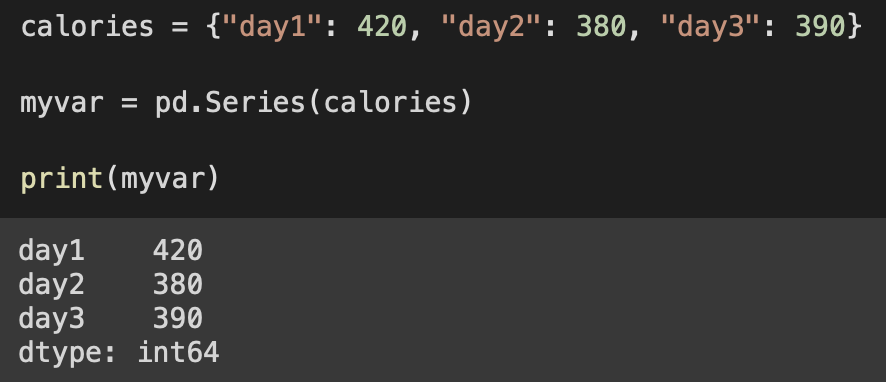 calories = {"day1": 420, "day2": 380, "day3": 390}
myvar = pd.Series(calories)
print(myvar)
day1    420
day2    380
day3    390
dtype: int64